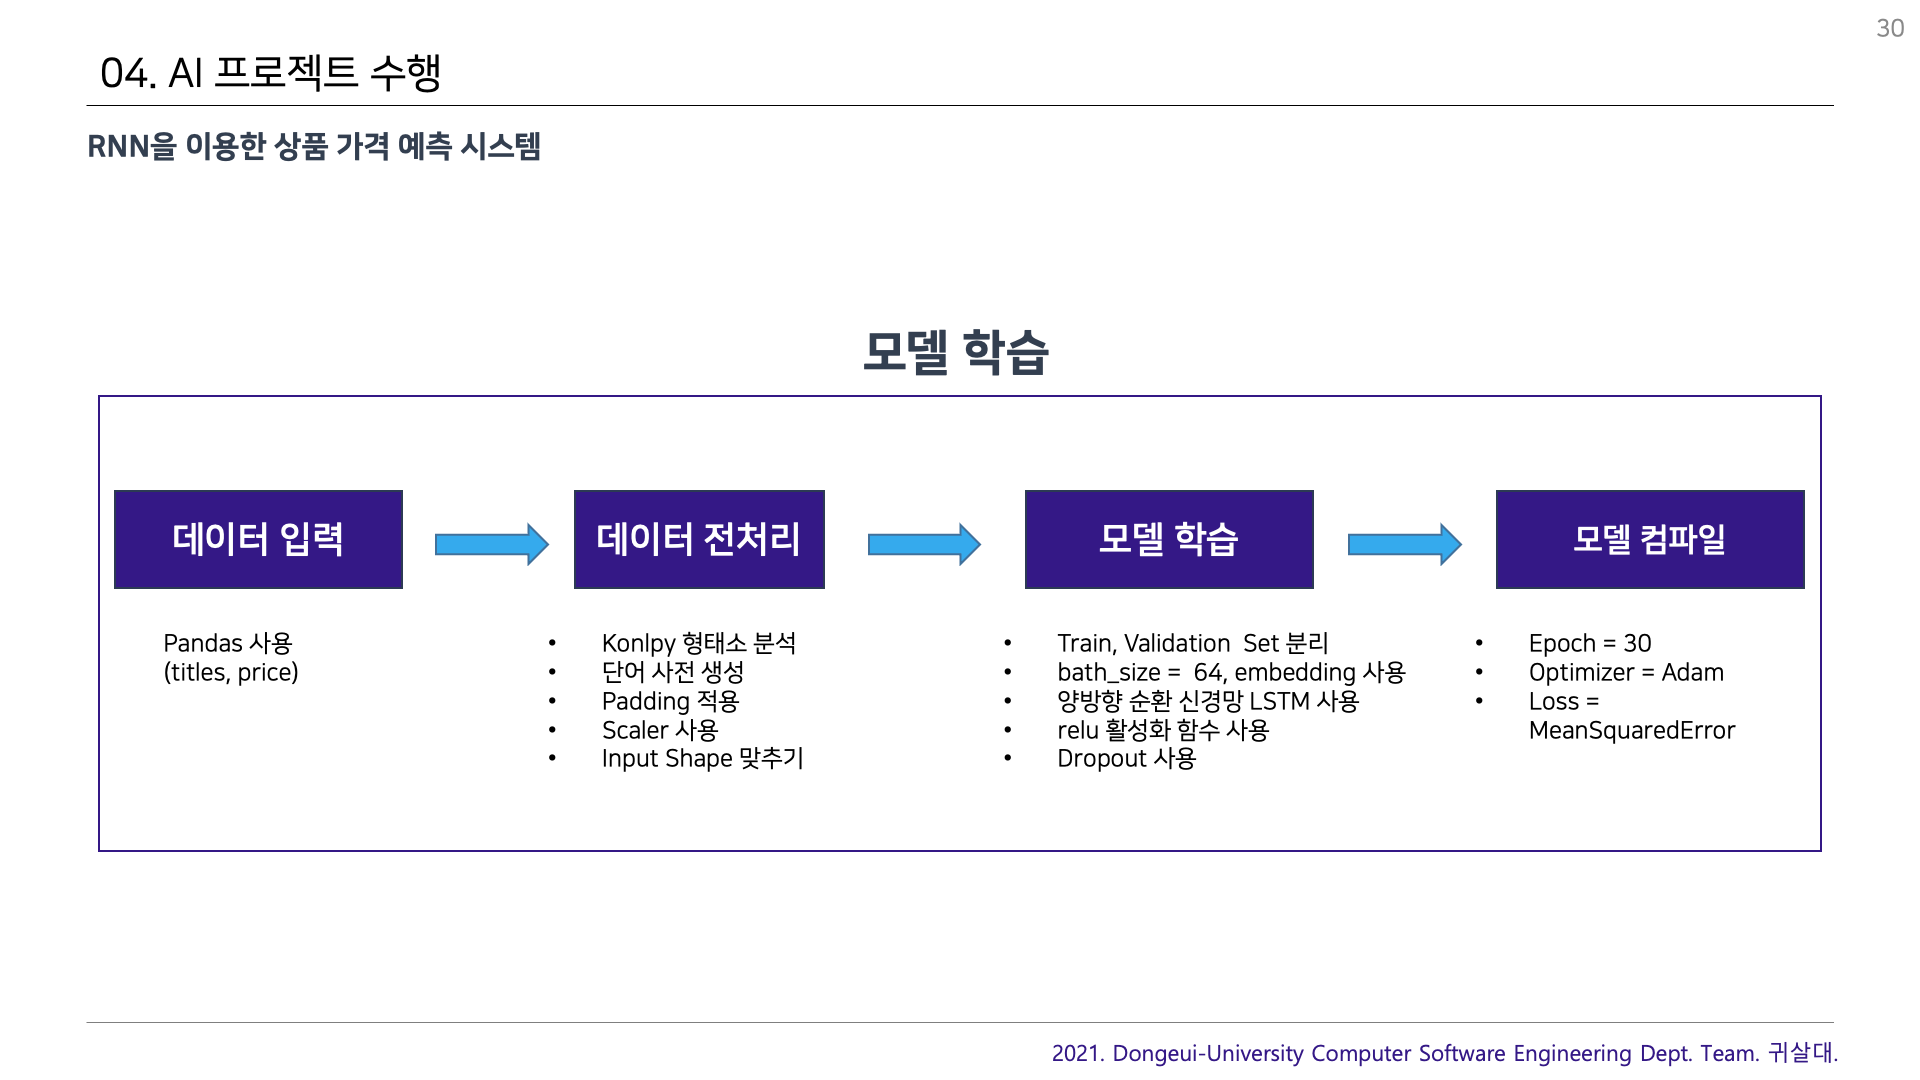 30
04. AI 프로젝트 수행
RNN을 이용한 상품 가격 예측 시스템
모델 학습
데이터 입력
Pandas 사용
(titles, price)
데이터 전처리
• Konlpy 형태소 분석
• 단어 사전 생성
• Padding 적용
• Scaler 사용
• Input Shape 맞추기
모델 학습
• Train, Validation  Set 분리
• bath_size =  64, embedding 사용
• 양방향 순환 신경망 LSTM 사용
• relu 활성화 함수 사용
• Dropout 사용
모델 컴파일
• Epoch = 30
• Optimizer = Adam
• Loss =
MeanSquaredError
2021. Dongeui-University Computer Software Engineering Dept. Team. 귀살대.